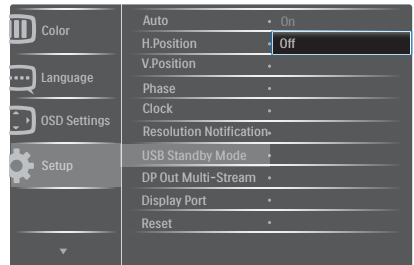 Color
Language
OSD Settings
Setup
Auto
H.Position
V.Position
Phase
Clock
Resolution Notification
USB Standby Mode
DP Out Multi-Stream
Display Port
Reset
On
Off